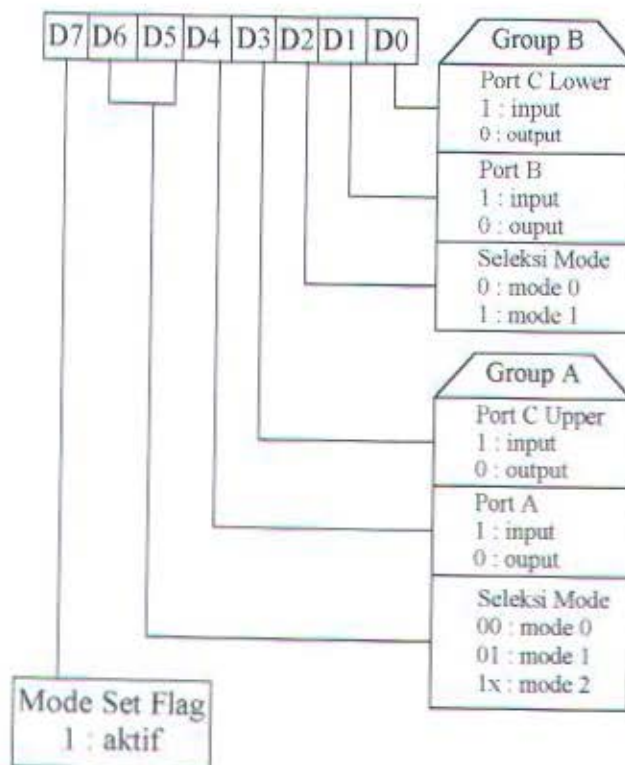 D7 D6 D5 D4 D3 D2 D1 D0
Group B
Port C Lower
1 : input
0 : output
Port B
1 : input
0 : ouput
Seleksi Mode
0 : mode 0
1 : mode 1
Group A
Port C Upper
1 : input
0 : output
Port A
1 : input
0 : ouput
Seleksi Mode
00 : mode 0
01 : mode 1
1x : mode 2
Mode Set Flag
1 : aktif